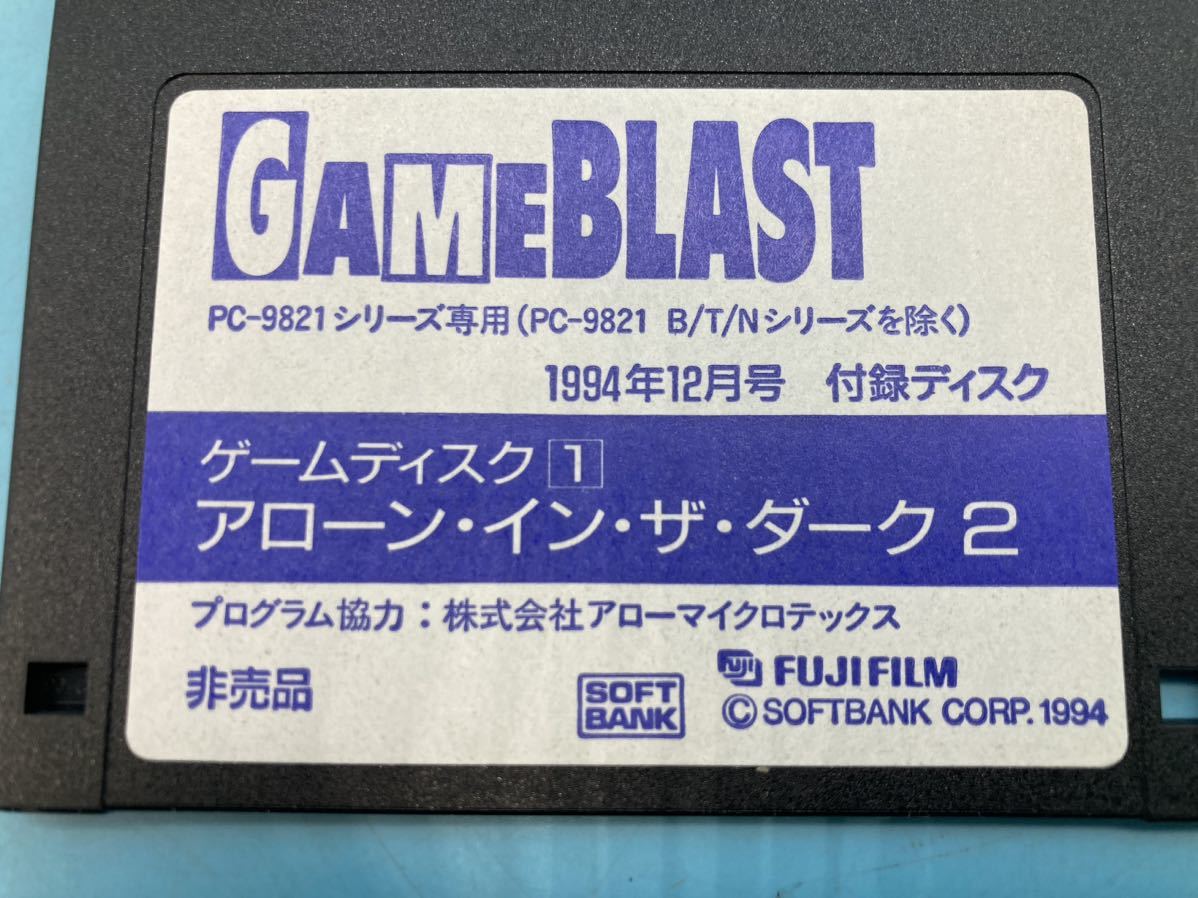 GAMEBLAST
PC-9821シリーズ専用(PC-9821 B/T/Nシリーズを除く)
1994年12月号 付録ディスク
ゲームディスク 1
アローン・イン・ザ・ダーク 2
プログラム協力：株式会社アローマイクロテックス
非売品
SOFT
BANK
FUJI FUJIFILM
©SOFTBANK CORP.1994